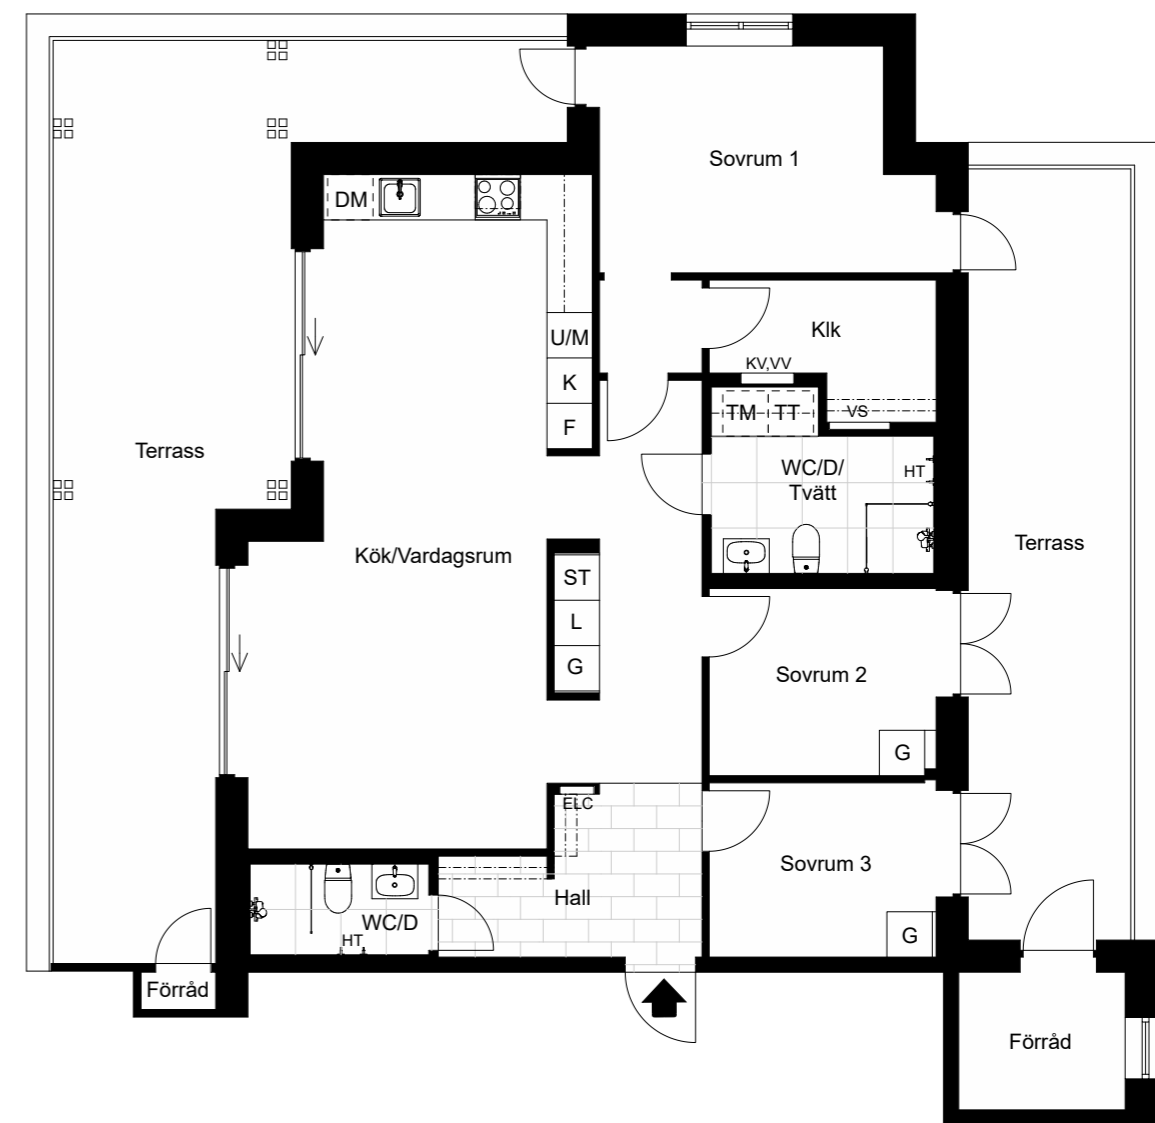 Sovrum 1
DM
U/M
K
F
Klk
KV,VV
TM
TT
VS
Terrass
WC/D/
Tvätt
HT
Kök/Vardagsrum
Terrass
ST
L
G
Sovrum 2
G
ELC
Sovrum 3
Hall
WC/D
HT
G
Förråd
Förråd